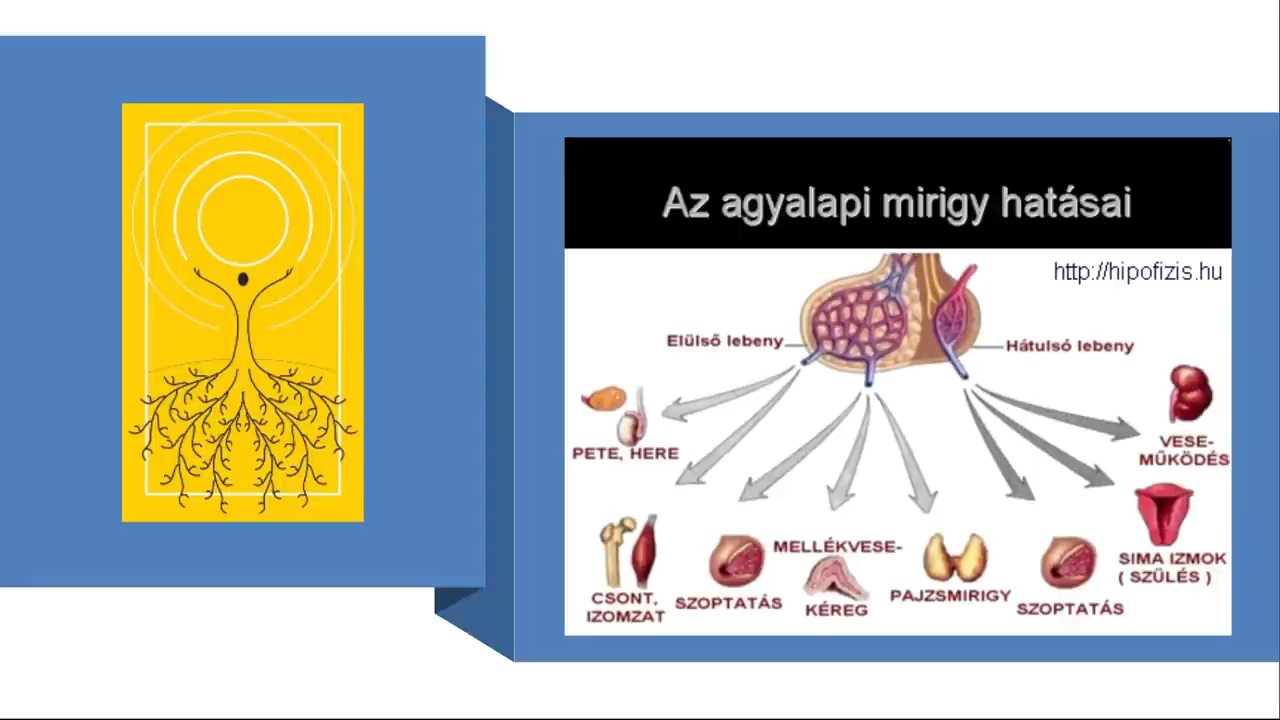 Az agyalapi mirigy hatásai
http://hipofizis.hu
Elülső lebeny
Hátulsó lebeny
PETE, HERE
VESE-
MŰKÖDÉS
CSONT,
IZOMZAT
SZOPTATÁS
MELLÉKVESE-
KÉREG
PAJZSMIRIGY
SZOPTATÁS
SIMA IZMOK
( SZÜLÉS )